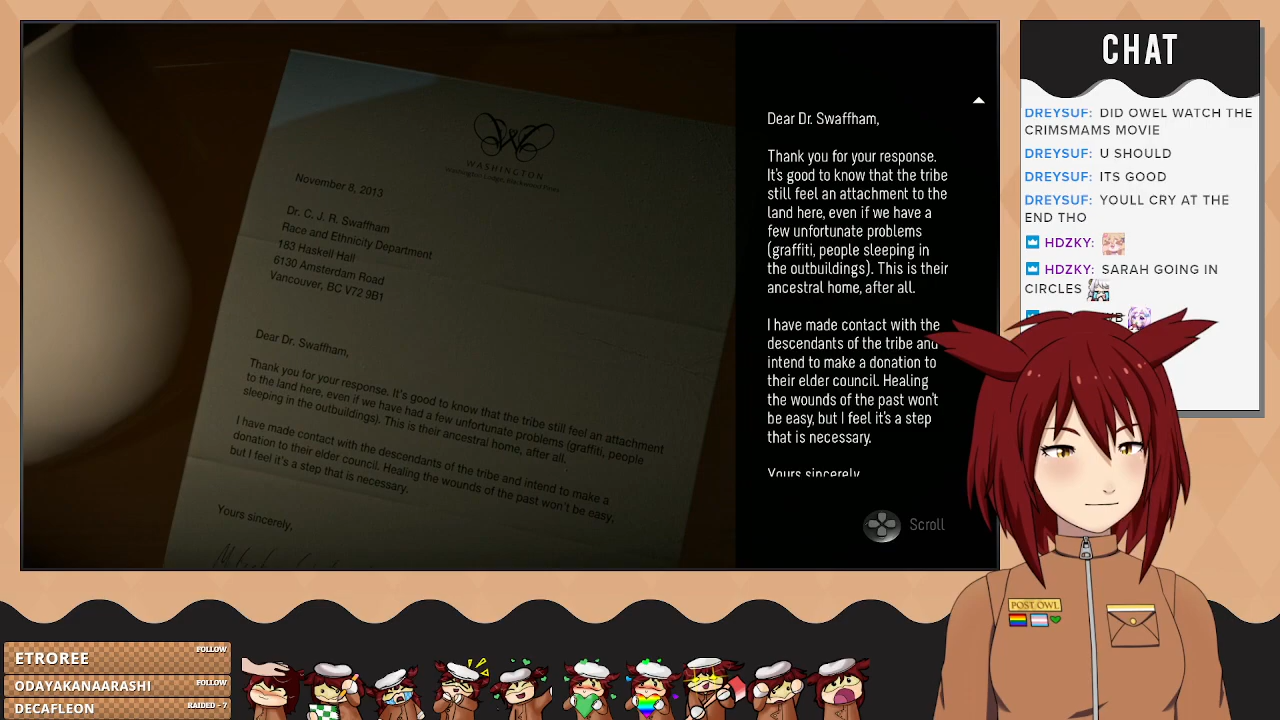 WASHINGTON
November 8, 2013
Dr. C. J. R. Swaffham
Race and Ethnicity Department
183 Haskell Hall
6130 Amsterdam Road
Vancouver, BC V72 9B1
Dear Dr. Swaffham,
Thank you for your response. It's good to know that the tribe still feel an attachment
to the land here, even if we have had a few unfortunate problems (graffiti, people
sleeping in the outbuildings). This is their ancestral home, after all.
I have made contact with the descendants of the tribe and intend to make a
donation to their elder council. Healing the wounds of the past won't be easy,
but I feel it's a step that is necessary.
Yours sincerely,
Dear Dr. Swaffham,
Thank you for your response.
It's good to know that the tribe
still feel an attachment to the
land here, even if we have a
few unfortunate problems
(graffiti, people sleeping in
the outbuildings). This is their
ancestral home, after all.
I have made contact with the
descendants of the tribe and
intend to make a donation to
their elder council. Healing
the wounds of the past won't
be easy, but I feel it's a step
that is necessary.
Yours sincerely
Scroll
CHAT
DREYSUF: DID OWEL WATCH THE
CRIMSMAMS MOVIE
DREYSUF: U SHOULD
DREYSUF: ITS GOOD
DREYSUF: YOULL CRY AT THE
END THO
HDZKY:
HDZKY: SARAH GOING IN
CIRCLES
POST OWL
ETROREE
FOLLOW
ODAYAKANAARASHI
FOLLOW
DECAFLEON
RAIDED - 7